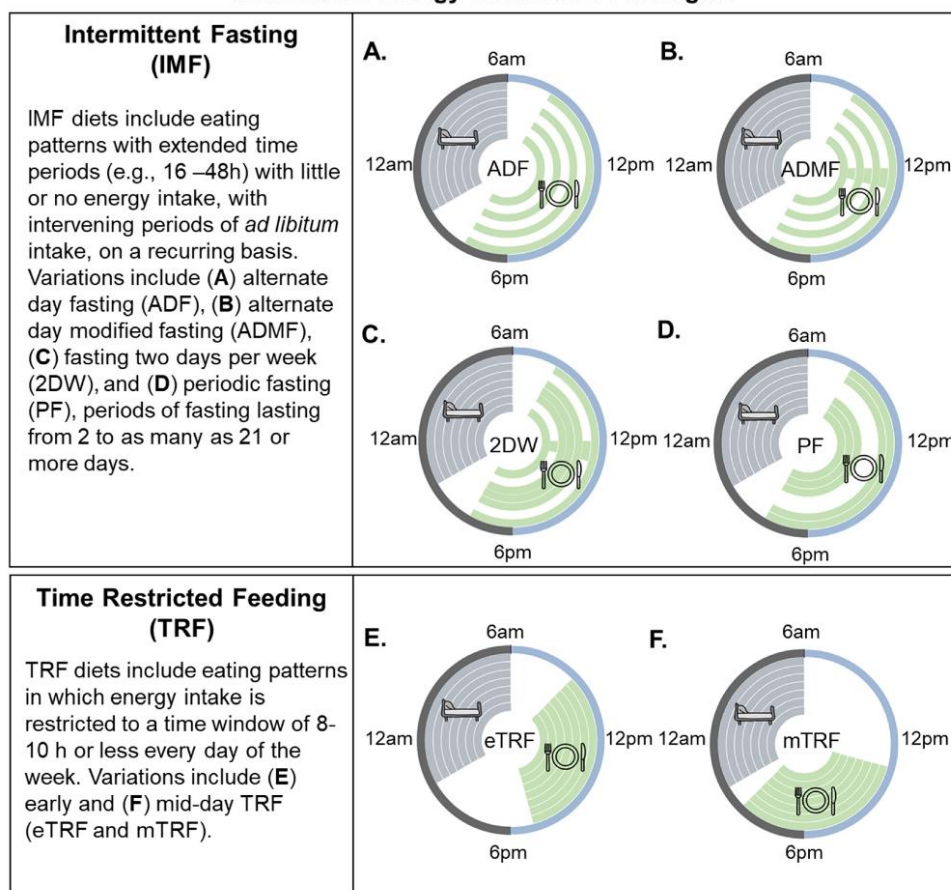 Intermittent Fasting
(IMF)
IMF diets include eating
patterns with extended time
periods (e.g., 16 –48h) with little
or no energy intake, with
intervening periods of ad libitum
intake, on a recurring basis.
Variations include (A) alternate
day fasting (ADF), (B) alternate
day modified fasting (ADMF),
(C) fasting two days per week
(2DW), and (D) periodic fasting
(PF), periods of fasting lasting
from 2 to as many as 21 or
more days.
A.
6am
12am
ADF
12pm
6pm
B.
6am
12am
ADMF
12pm
6pm
C.
6am
12am
2DW
12pm
6pm
D.
6am
12am
PF
12pm
6pm
Time Restricted Feeding
(TRF)
TRF diets include eating patterns
in which energy intake is
restricted to a time window of 8-
10 h or less every day of the
week. Variations include (E)
early and (F) mid-day TRF
(eTRF and mTRF).
E.
6am
12am
eTRF
12pm
6pm
F.
6am
12am
mTRF
12pm
6pm